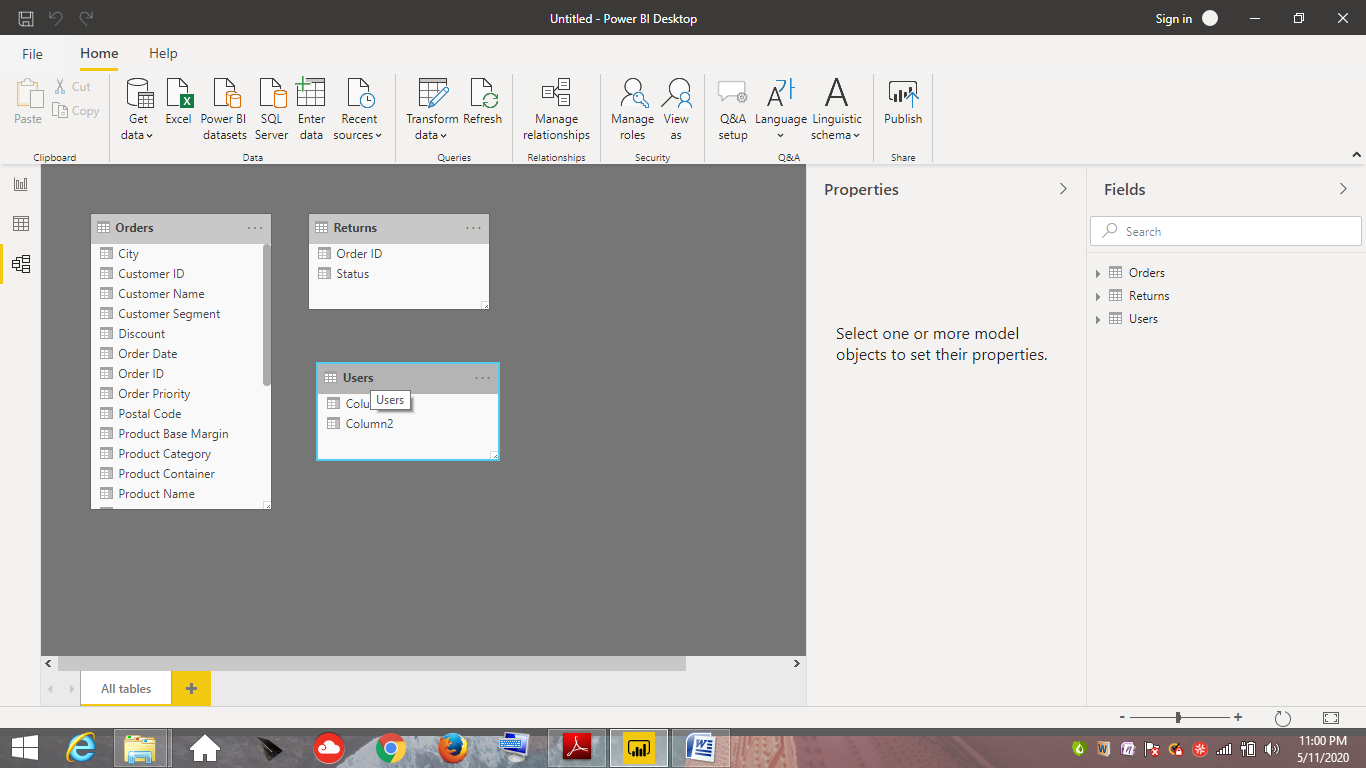 Untitled - Power BI Desktop
Sign in
File
Home
Help
Paste
Cut
Copy
Clipboard
Get data
Excel
Power BI datasets
SQL Server
Enter data
Recent sources
Data
Transform data
Refresh
Queries
Manage relationships
Relationships
Manage roles
View as
Security
Q&A setup
Language
Linguistic schema
Q&A
Publish
Share
Orders
City
Customer ID
Customer Name
Customer Segment
Discount
Order Date
Order ID
Order Priority
Postal Code
Product Base Margin
Product Category
Product Container
Product Name
Returns
Order ID
Status
Users
Colu
Users
Column2
Properties
Select one or more model
objects to set their properties.
Fields
Search
Orders
Returns
Users
All tables
11:00 PM
5/11/2020